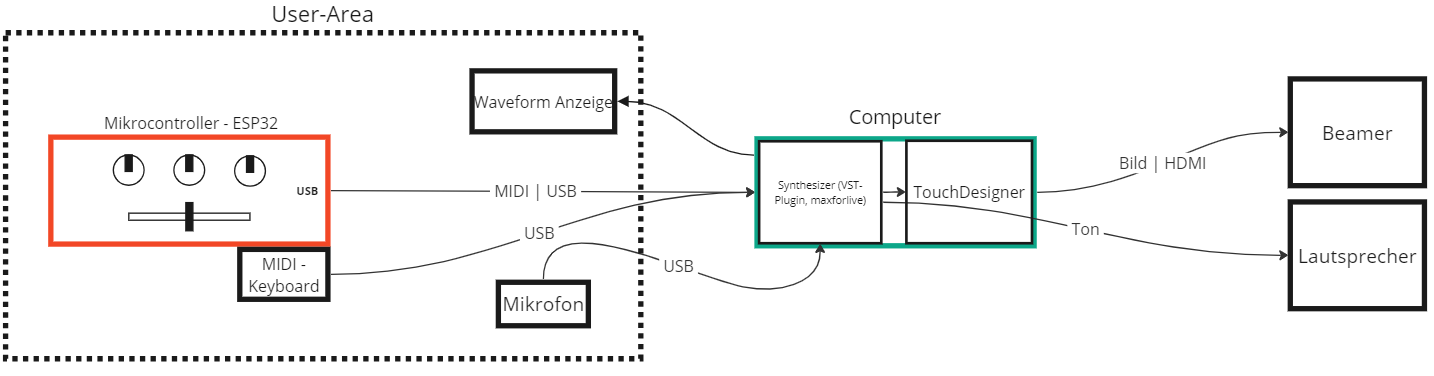 User-Area
Waveform Anzeige
Mikrocontroller - ESP32
USB
MIDI | USB
MIDI -
Keyboard
USB
Mikrofon
USB
Computer
Synthesizer (VST-
Plugin, maxforlive)
TouchDesigner
Bild | HDMI
Ton
Beamer
Lautsprecher